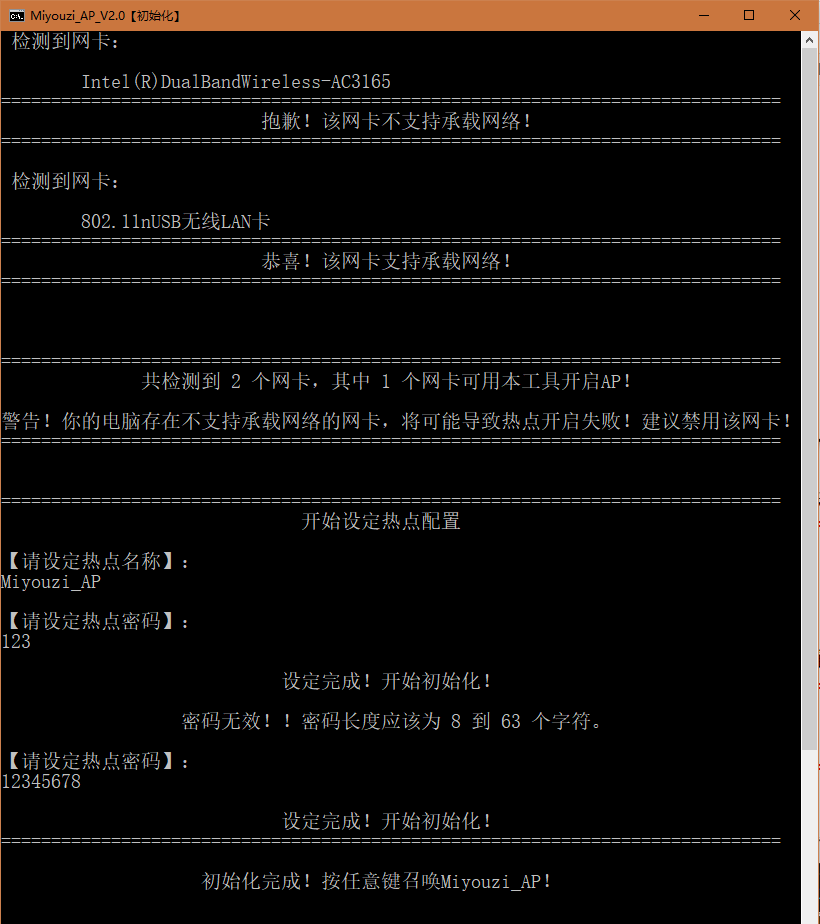 Miyouzi_AP_V2.0【初始化】
检测到网卡：
Intel(R)DualBandWireless-AC3165
==============================================================================
抱歉！该网卡不支持承载网络！
==============================================================================
检测到网卡：
802.11nUSB无线LAN卡
==============================================================================
恭喜！该网卡支持承载网络！
==============================================================================
==============================================================================
共检测到 2 个网卡，其中 1 个网卡可用本工具开启AP！
警告！你的电脑存在不支持承载网络的网卡，将可能导致热点开启失败！建议禁用该网卡！
==============================================================================
==============================================================================
开始设定热点配置
【请设定热点名称】：
Miyouzi_AP
【请设定热点密码】：
123
设定完成！开始初始化！
密码无效！！密码长度应该为 8 到 63 个字符。
【请设定热点密码】：
12345678
设定完成！开始初始化！
==============================================================================
初始化完成！按任意键召唤Miyouzi_AP！